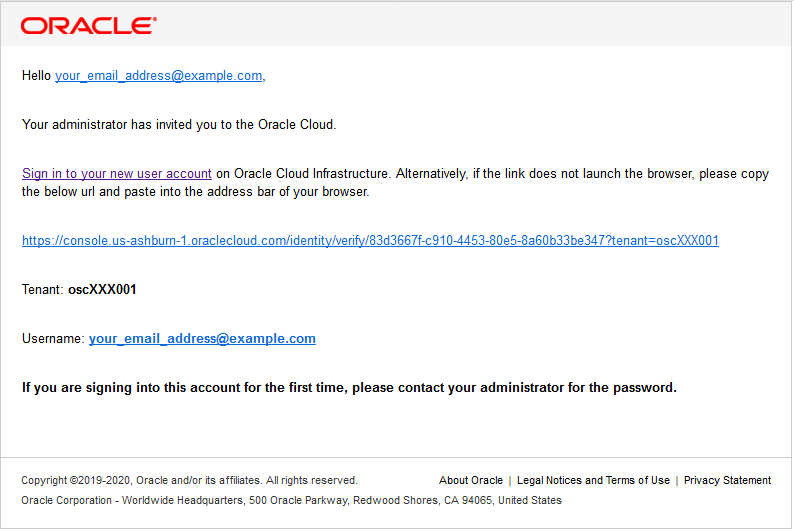 ORACLE®
Hello your_email_address@example.com,
Your administrator has invited you to the Oracle Cloud.
Sign in to your new user account on Oracle Cloud Infrastructure. Alternatively, if the link does not launch the browser, please copy
the below url and paste into the address bar of your browser.
https://console.us-ashburn-1.oraclecloud.com/identity/verify/83d3667f-c910-4453-80e5-8a60b33be347?tenant=oscXXX001
Tenant: oscXXX001
Username: your_email_address@example.com
If you are signing into this account for the first time, please contact your administrator for the password.
Copyright ©2019-2020, Oracle and/or its affiliates. All rights reserved. About Oracle | Legal Notices and Terms of Use | Privacy Statement
Oracle Corporation - Worldwide Headquarters, 500 Oracle Parkway, Redwood Shores, CA 94065, United States